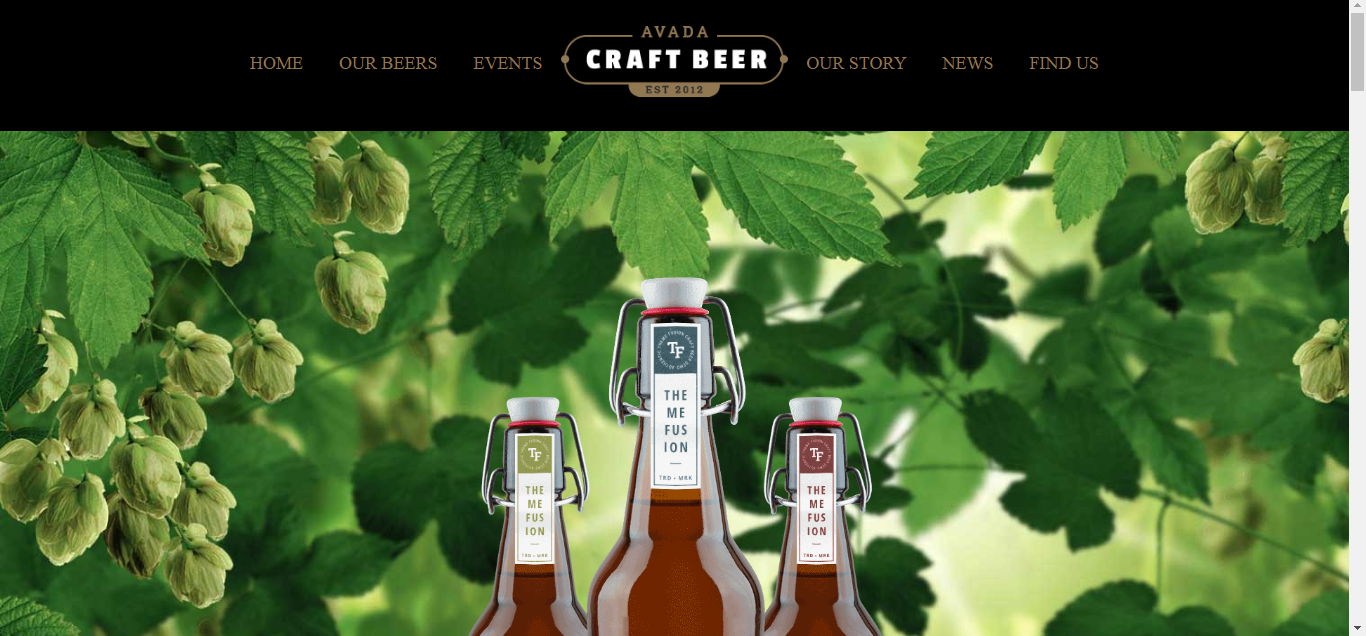 AVADA
HOME
OUR BEERS
EVENTS
CRAFT BEER
OUR STORY
NEWS
FIND US
EST 2012
TF
THE
ME
FUS
ION
TRD • MRK
TF
THE
ME
FUS
ION
TRD • MRK
TF
THE
ME
FUS
ION
TRD • MRK